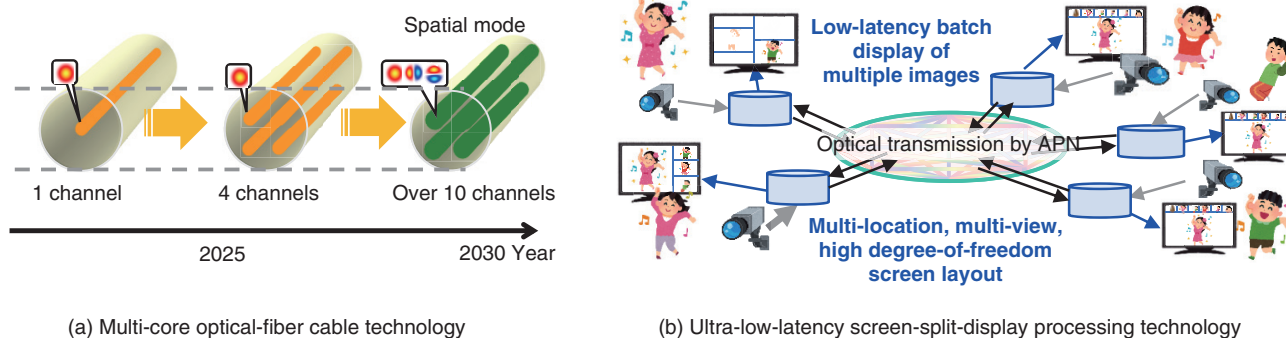 Spatial mode
1 channel
4 channels
Over 10 channels
2025
2030 Year
(a) Multi-core optical-fiber cable technology
Low-latency batch
display of
multiple images
Optical transmission by APN
Multi-location, multi-view,
high degree-of-freedom
screen layout
(b) Ultra-low-latency screen-split-display processing technology